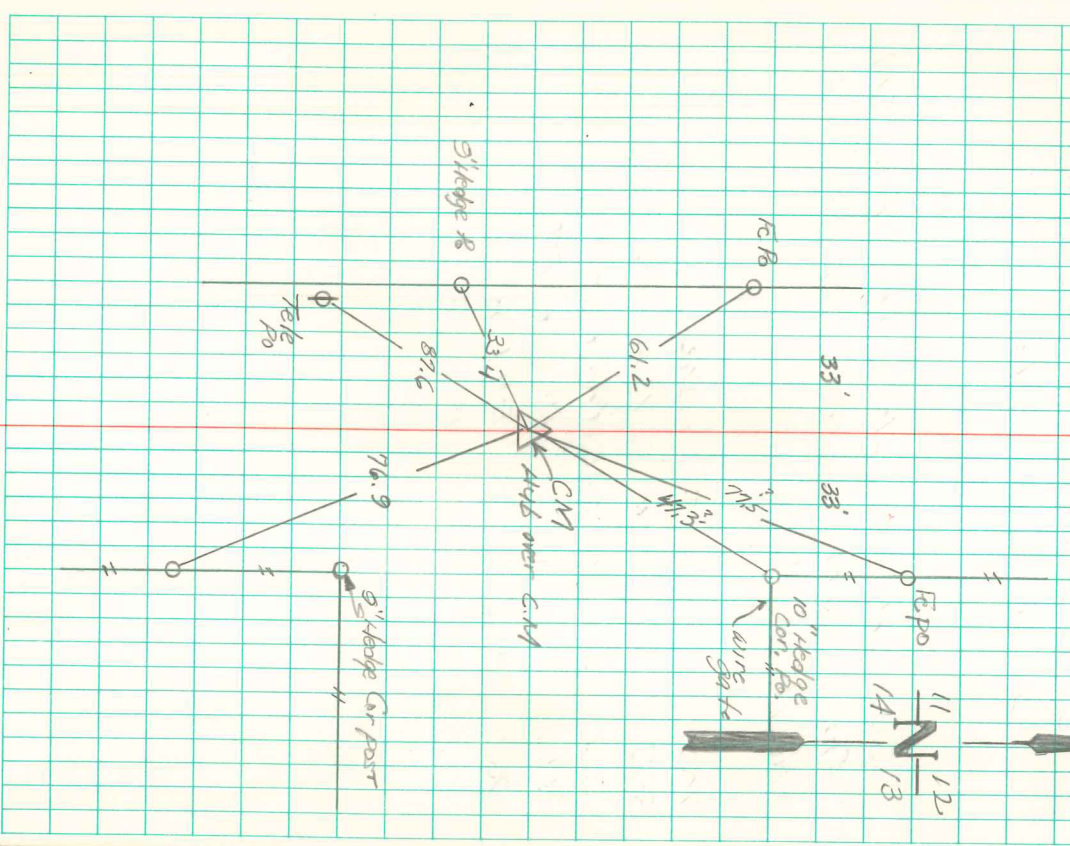 Fc Po
9" Hedge Po
Tele
po
61.2
33.4
87.6
76.9
33'
33'
CM
Hub over C.M
Fc po
10" Hedge
Cor. Po.
wire
gate
Hedge Cor post
11
12
14
N
13